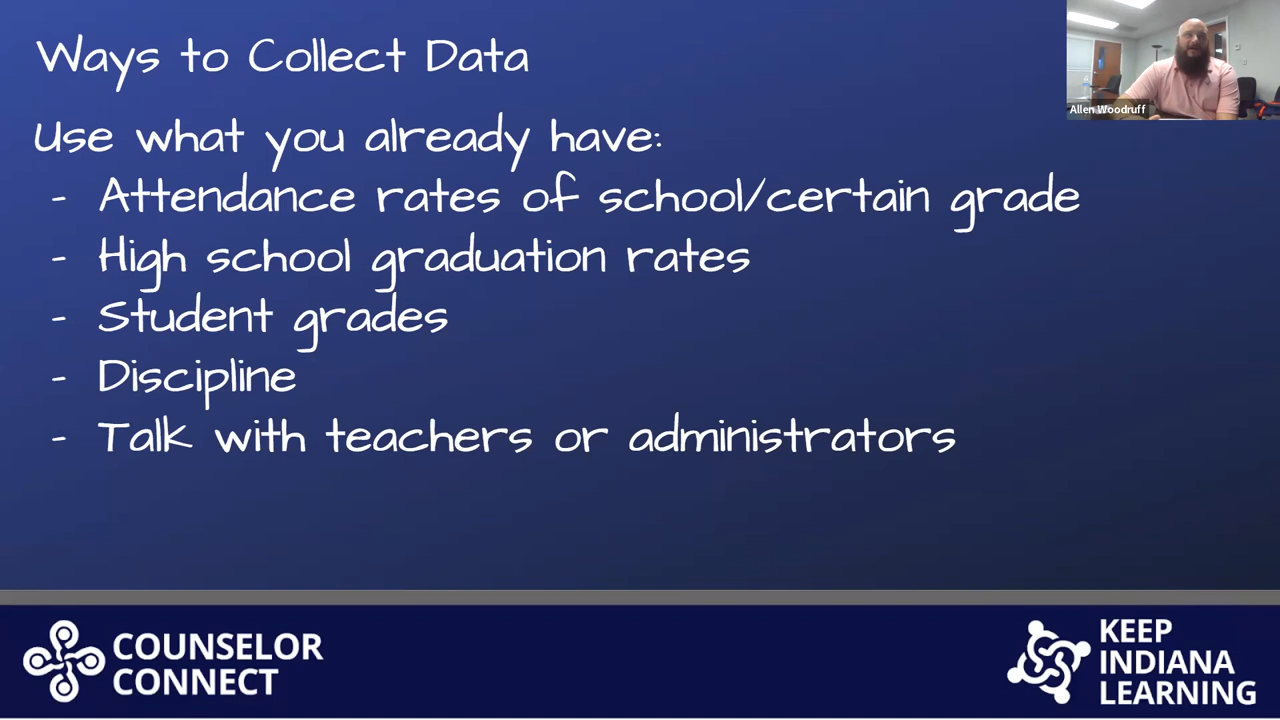 Ways to Collect Data
Allen Woodruff
Use what you already have:
- Attendance rates of school/certain grade
- High school graduation rates
- Student grades
- Discipline
- Talk with teachers or administrators
COUNSELOR
CONNECT
KEEP
INDIANA
LEARNING